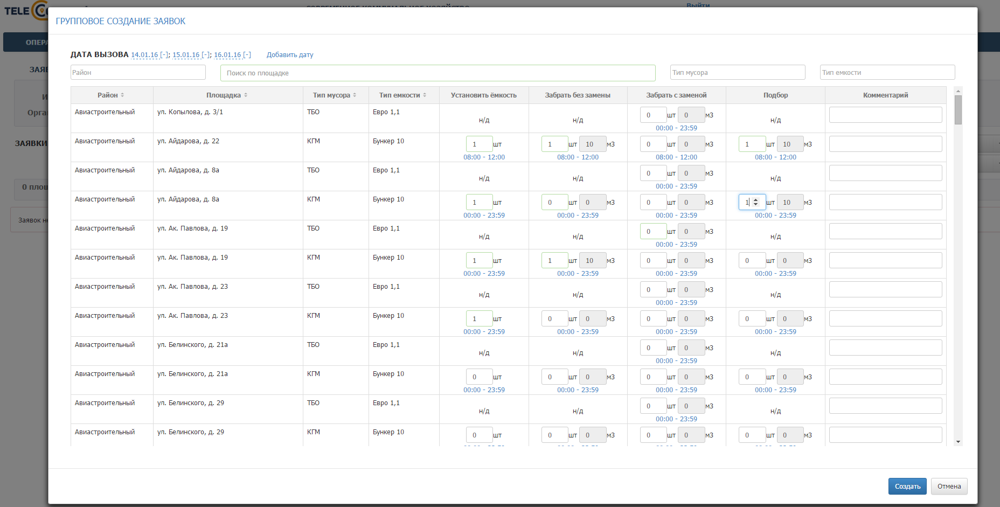 TELE
Выйти
ГРУППОВОЕ СОЗДАНИЕ ЗАЯВОК
ДАТА ВЫЗОВА 14.01.16 [-]; 15.01.16 [-]; 16.01.16 [-] Добавить дату
Район Поиск по площадке Тип мусора Тип емкости
Район Площадка Тип мусора Тип емкости Установить ёмкость Забрать без замены Забрать с заменой Подбор Комментарий
Авиастроительный ул. Копылова, д. 3/1 ТБО Евро 1,1 н/д н/д 0 шт 0 м3 н/д
00:00 - 23:59
Авиастроительный ул. Айдарова, д. 22 КГМ Бункер 10 1 шт 1 шт 10 м3 0 шт 0 м3 1 шт 10 м3
08:00 - 12:00 08:00 - 12:00 08:00 - 12:00 08:00 - 12:00
Авиастроительный ул. Айдарова, д. 8а ТБО Евро 1,1 н/д н/д 0 шт 0 м3 н/д
00:00 - 23:59
Авиастроительный ул. Айдарова, д. 8а КГМ Бункер 10 1 шт 0 шт 0 м3 0 шт 0 м3 1 шт 10 м3
00:00 - 23:59 00:00 - 23:59 00:00 - 23:59 00:00 - 23:59
Авиастроительный ул. Ак. Павлова, д. 19 ТБО Евро 1,1 н/д н/д 0 шт 0 м3 н/д
00:00 - 23:59
Авиастроительный ул. Ак. Павлова, д. 19 КГМ Бункер 10 1 шт 1 шт 10 м3 0 шт 0 м3 0 шт 0 м3
00:00 - 23:59 00:00 - 23:59 00:00 - 23:59 00:00 - 23:59
Авиастроительный ул. Ак. Павлова, д. 23 ТБО Евро 1,1 н/д н/д 0 шт 0 м3 н/д
00:00 - 23:59
Авиастроительный ул. Ак. Павлова, д. 23 КГМ Бункер 10 1 шт 0 шт 0 м3 0 шт 0 м3 0 шт 0 м3
00:00 - 23:59 00:00 - 23:59 00:00 - 23:59 00:00 - 23:59
Авиастроительный ул. Белинского, д. 21а ТБО Евро 1,1 н/д н/д 0 шт 0 м3 н/д
00:00 - 23:59
Авиастроительный ул. Белинского, д. 21а КГМ Бункер 10 0 шт 0 шт 0 м3 0 шт 0 м3 0 шт 0 м3
00:00 - 23:59 00:00 - 23:59 00:00 - 23:59 00:00 - 23:59
Авиастроительный ул. Белинского, д. 29 ТБО Евро 1,1 н/д н/д 0 шт 0 м3 н/д
00:00 - 23:59
Авиастроительный ул. Белинского, д. 29 КГМ Бункер 10 0 шт 0 шт 0 м3 0 шт 0 м3 0 шт 0 м3
ЗАЯВКИ
0
Заявок
Создать Отмена